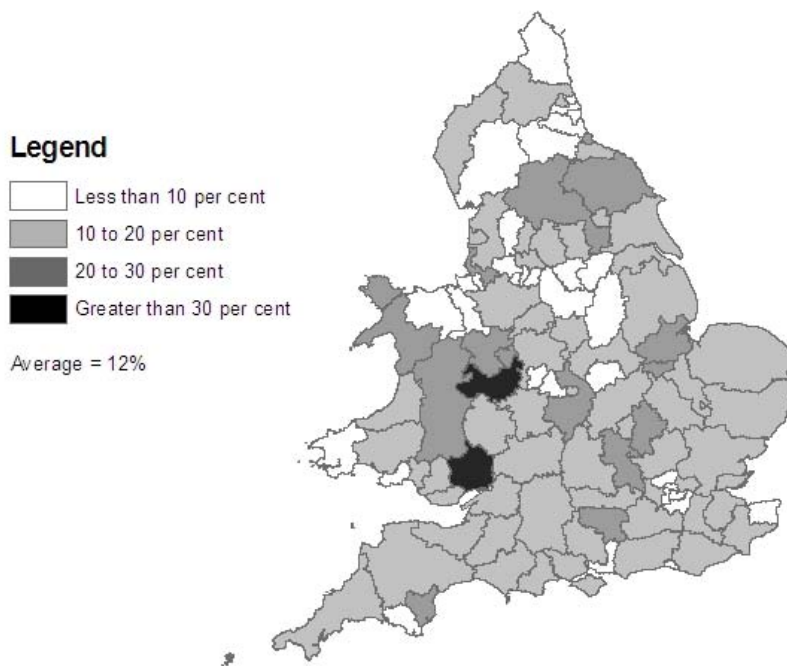 Legend
Less than 10 per cent
10 to 20 per cent
20 to 30 per cent
Greater than 30 per cent
Average = 12%